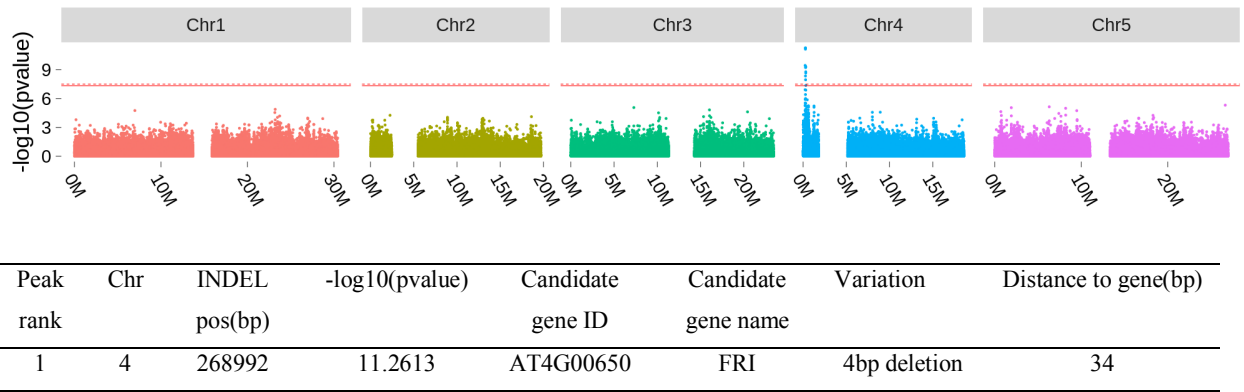 Chr1 Chr2 Chr3 Chr4 Chr5
-log10(pvalue)
9
6
3
0
0M 10M 20M 30M 0M 5M 10M 15M 20M 0M 10M 20M 0M 5M 10M 15M 0M 10M 20M
Peak Chr INDEL -log10(pvalue) Candidate Candidate Variation Distance to gene(bp)
rank pos(bp) gene ID gene name
1 4 268992 11.2613 AT4G00650 FRI 4bp deletion 34